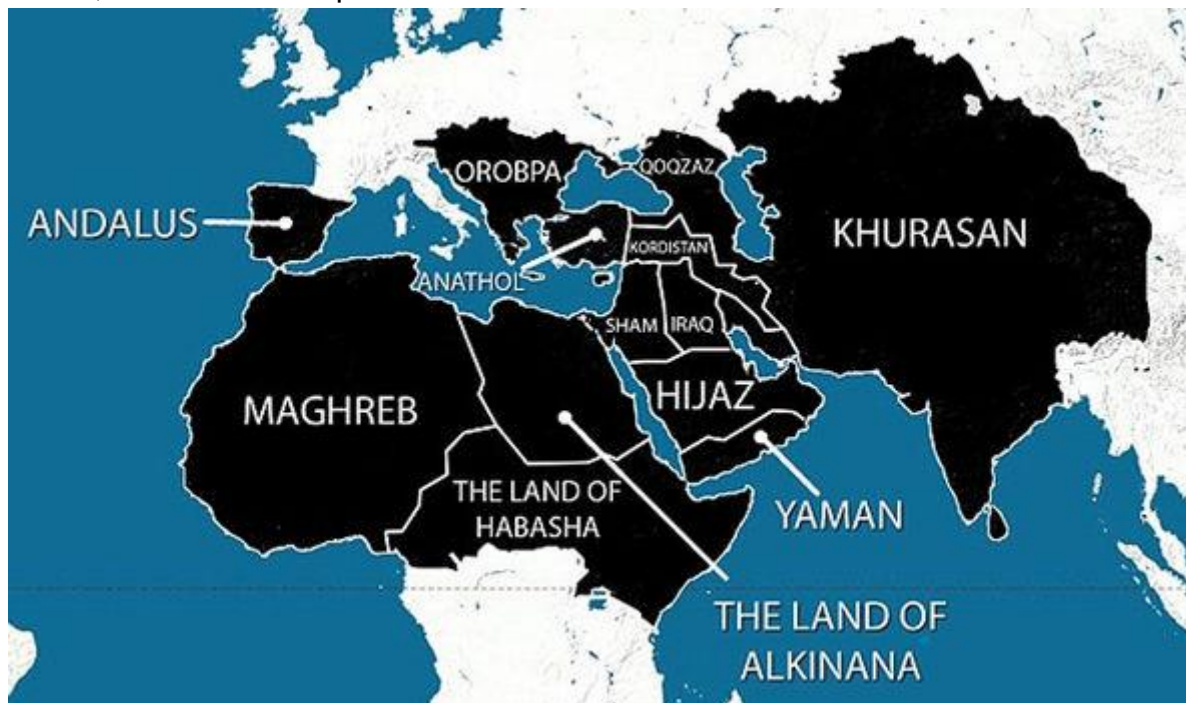 OROBPA
QOQZAZ
ANDALUS
KHURASAN
KORDISTAN
ANATHOL
SHAM
IRAQ
HIJAZ
MAGHREB
THE LAND OF
HABASHA
YAMAN
THE LAND OF
ALKINANA